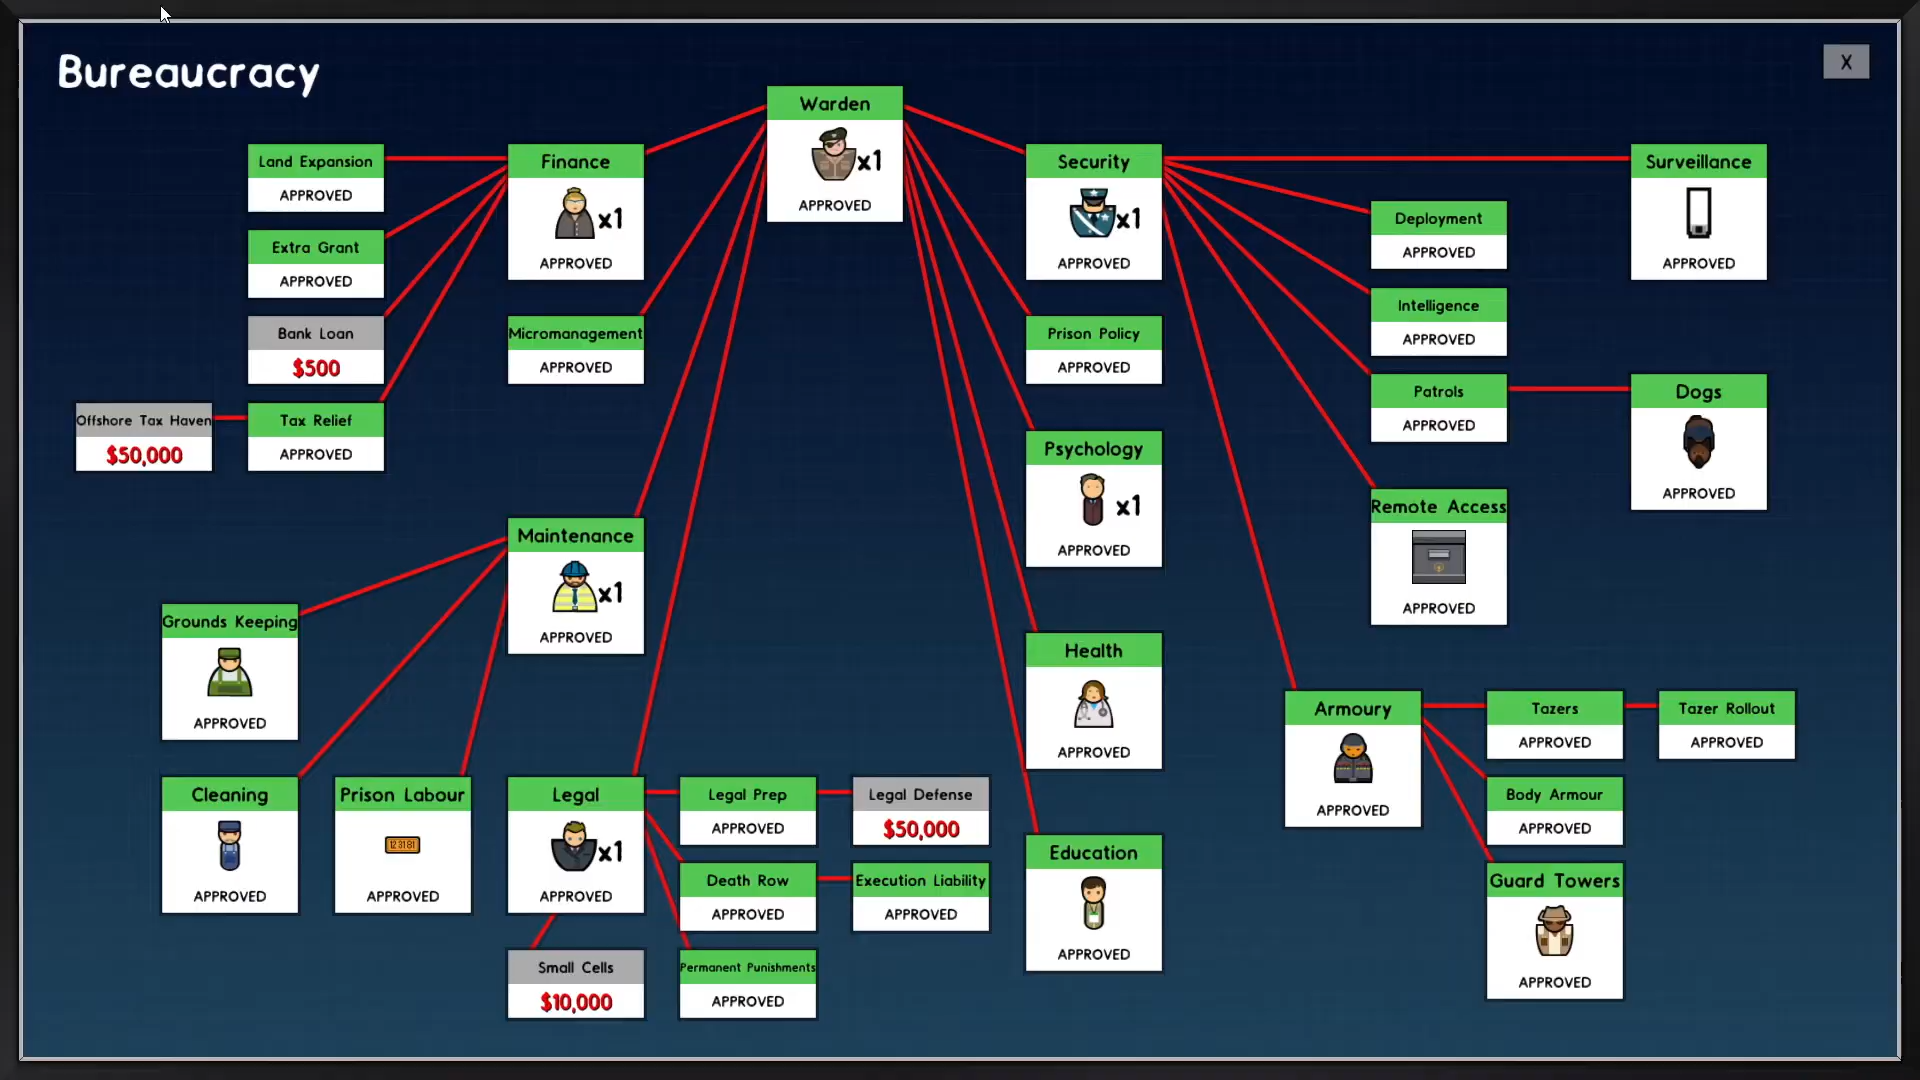 Bureaucracy
X
Warden
x1
APPROVED
Land Expansion
APPROVED
Finance
x1
APPROVED
Security
x1
APPROVED
Surveillance
APPROVED
Deployment
APPROVED
Extra Grant
APPROVED
Intelligence
APPROVED
Bank Loan
$500
Micromanagement
APPROVED
Prison Policy
APPROVED
Patrols
APPROVED
Dogs
APPROVED
Offshore Tax Haven
$50,000
Tax Relief
APPROVED
Psychology
x1
APPROVED
Remote Access
APPROVED
Maintenance
x1
APPROVED
Grounds Keeping
APPROVED
Health
APPROVED
Armoury
APPROVED
Tazers
APPROVED
Tazer Rollout
APPROVED
Cleaning
APPROVED
Prison Labour
123181
APPROVED
Legal
x1
APPROVED
Legal Prep
APPROVED
Legal Defense
$50,000
Body Armour
APPROVED
Death Row
APPROVED
Execution Liability
APPROVED
Education
APPROVED
Guard Towers
APPROVED
Small Cells
$10,000
Permanent Punishments
APPROVED